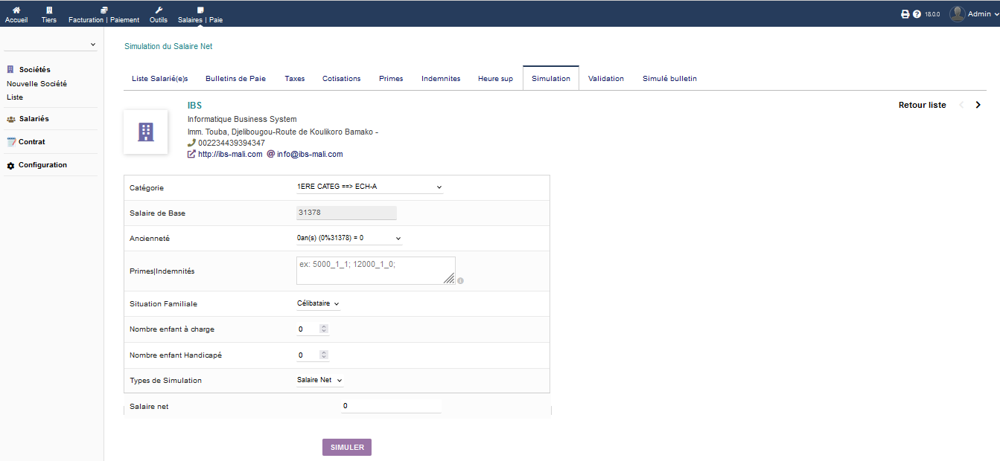 Accueil Tiers Facturation | Paiement Outils Salaires | Paie 18.0.0 Admin
Simulation du Salaire Net
Sociétés
Nouvelle Société
Liste
Salariés
Contrat
Configuration
Liste Salarié(e)s Bulletins de Paie Taxes Cotisations Primes Indemnites Heure sup Simulation Validation Simulé bulletin
IBS
Retour liste
Informatique Business System
Imm. Touba, Djelibougou-Route de Koulikoro Bamako -
002234439394347
http://ibs-mali.com @ info@ibs-mali.com
Catégorie 1ERE CATEG ==> ECH-A
Salaire de Base 31378
Ancienneté 0an(s) (0%31378) = 0
Primes|Indemnités ex: 5000_1_1; 12000_1_0;
Situation Familiale Célibataire
Nombre enfant à charge 0
Nombre enfant Handicapé 0
Types de Simulation Salaire Net
Salaire net 0
SIMULER